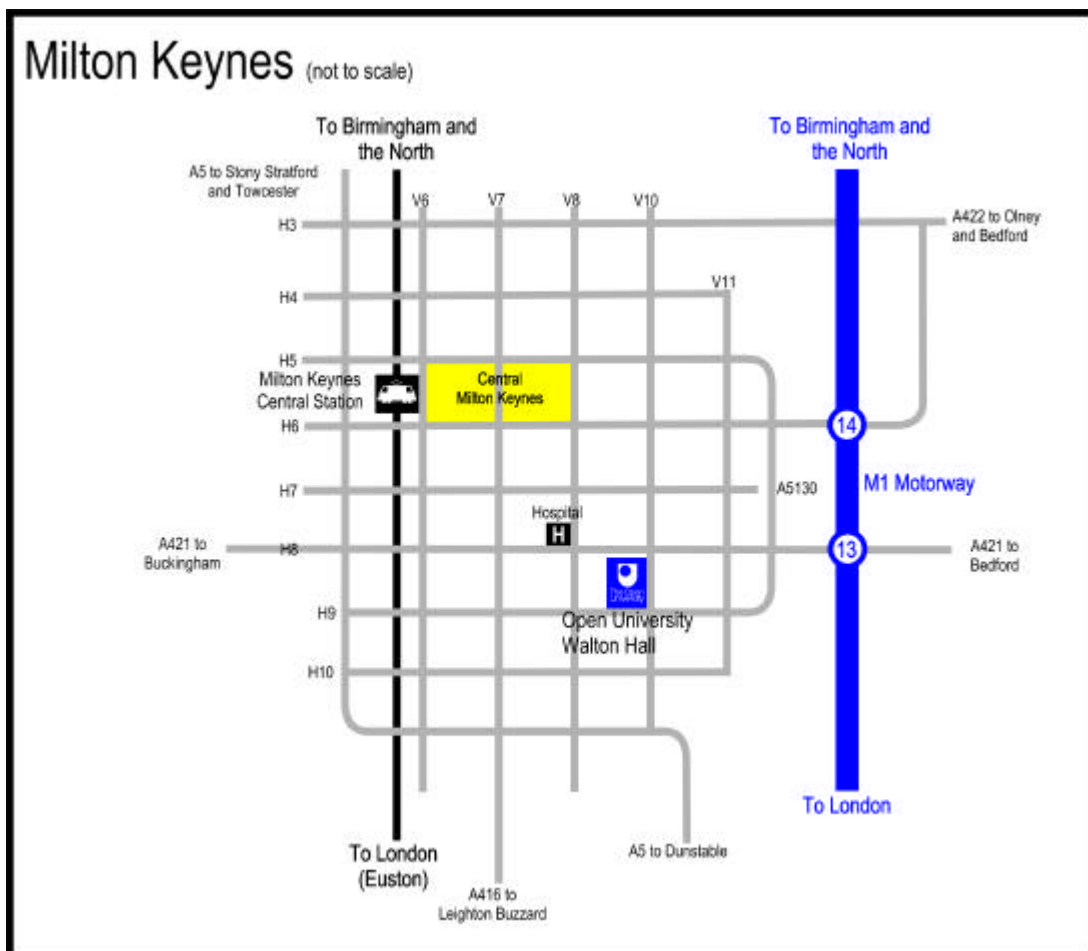 Milton Keynes (not to scale)
To Birmingham and
the North
To Birmingham and
the North
A5 to Stony Stratford
and Towcester
V6
V7
V8
V10
H3
A422 to Olney
and Bedford
V11
H4
H5
Milton Keynes
Central Station
Central
Milton Keynes
H6
14
H7
A5130
M1 Motorway
Hospital
H
A421 to
Buckingham
H8
13
A421 to
Bedford
The Open
University
H9
Open University
Walton Hall
H10
To London
To London
(Euston)
A5 to Dunstable
A416 to
Leighton Buzzard